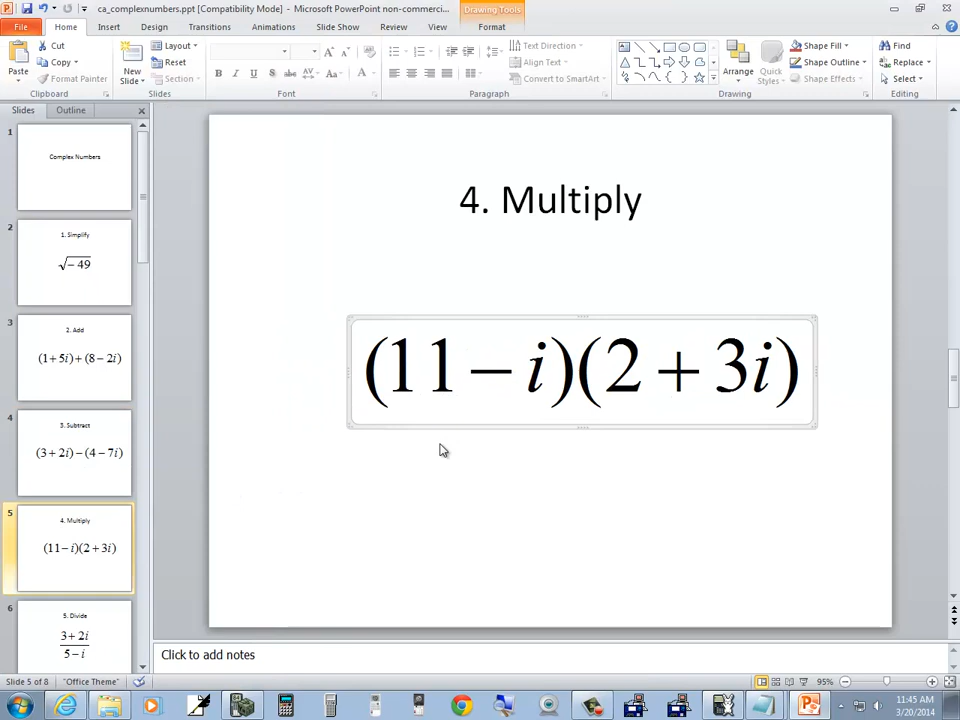 ca_complexnumbers.ppt [Compatibility Mode] - Microsoft PowerPoint non-commerci...
Drawing Tools
File Home Insert Design Transitions Animations Slide Show Review View Format
Paste
Cut
Copy
Format Painter
Clipboard
New Slide
Layout
Reset
Section
Slides
B I U S abc AV Aa A
Font
Text Direction
Align Text
Convert to SmartArt
Paragraph
Arrange
Quick Styles
Shape Fill
Shape Outline
Shape Effects
Drawing
Find
Replace
Select
Editing
Slides Outline
1
Complex Numbers
2
1. Simplify
√−49
3
2. Add
(1+5i)+(8−2i)
4
3. Subtract
(3+2i)−(4−7i)
5
4. Multiply
(11−i)(2+3i)
6
5. Divide
3+2i
5−i
4. Multiply
(11−i)(2+3i)
Click to add notes
Slide 5 of 8
"Office Theme"
95%
11:45 AM
3/20/2014